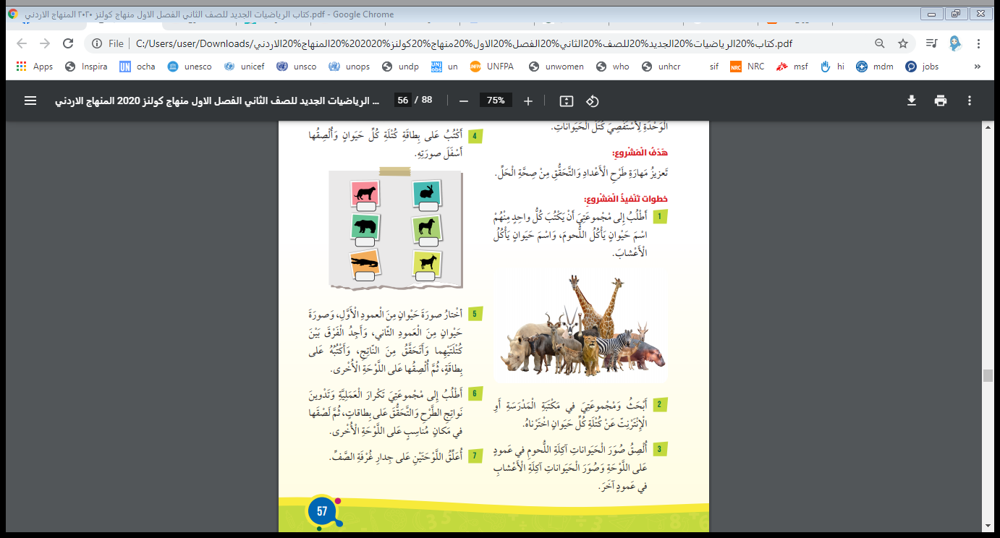 كتاب الرياضيات الجديد للصف الثاني الفصل الاول منهاج كولنز ٢٠٢٠ المنهاج الاردني.pdf - Google Chrome
File
C:/Users/user/Downloads/كتاب%20الرياضيات%20الجديد%20للصف%20الثاني%20الفصل%20الاول%20منهاج%20كولنز%202020%20المنهاج%20الاردني.pdf
Apps Inspira ocha unesco unicef unsco unops undp un UNFPA unwomen who unhcr sif NRC msf hi mdm jobs »
الرياضيات الجديد للصف الثاني الفصل الاول منهاج كولنز 2020 المنهاج الاردني ...
56 / 88
75%
الْوَحْدَةِ لِأَسْتَقْصِيَ كُتَلَ الْحَيَواناتِ.
هَدَفُ الْمَشْروعِ:
تَعزيزُ مَهارَةِ طَرْحِ الْأَعْدادِ وَالتَّحَقُّقِ مِنْ صِحَّةِ الْحَلِّ.
خطوات تَنْفيذُ الْمَشْروعِ:
1 أَطْلُبُ إِلى مَجْموعَتِيَ أَنْ يَكْتُبَ كُلُّ واحِدٍ مِنْهُمْ
اسْمَ حَيْوانٍ يَأْكُلُ اللُّحومَ، وَاسْمَ حَيَوانٍ يَأْكُلُ
الْأَعْشابَ.
2 أَبْحَثُ وَمَجْموعَتِيَ في مَكْتَبَةِ الْمَدْرَسَةِ أَوِ
الْإِنْتَرْنِتِّ عَنْ كُتْلَةِ كُلِّ حَيَوانٍ اخْتَرْناهُ.
3 أُلْصِقُ صُوَرَ الْحَيَواناتِ آكِلَةِ اللُّحومِ في عَمودٍ
عَلى اللَّوْحَةِ وَصُوَرَ الْحَيَواناتِ آكِلَةِ الْأَعْشابِ
في عَمودٍ آخَرَ.
4 أَكْتُبُ عَلى بِطاقَةٍ كُتْلَةَ كُلِّ حَيَوانٍ وَأُلْصِقُها
أَسْفَلَ صورَتِهِ.
5 أخْتارُ صورَةَ حَيْوانٍ مِنَ الْعمودِ الْأَوَّلِ، وَصورَةَ
حَيْوانٍ مِنَ الْعَمودِ الثّاني، وَأَجِدُ الْفَرْقَ بَيْنَ
كُتْلَتَيْهِما وَأَتَحَقَّقُ مِنَ النّاتِجِ، وَأَكْتُبُهُ عَلى
بِطاقَةٍ، ثُمَّ أُلْصِقُها عَلى اللَّوْحَةِ الْأُخْرى.
6 أَطْلُبُ إِلى مَجْموعَتِيَ تَكْرارَ الْعَمَلِيَّةِ وَتَدْوينَ
نَواتِجِ الطَّرْحِ وَالتَّحَقُّقَ عَلى بِطاقاتٍ، ثُمَّ لَصْقَها
في مَكانٍ مُناسِبٍ عَلى اللَّوْحَةِ الْأُخْرى.
7 أُعَلِّقُ اللَّوْحَتَيْنِ عَلى جِدارِ غُرْفَةِ الصَّفِّ.
57